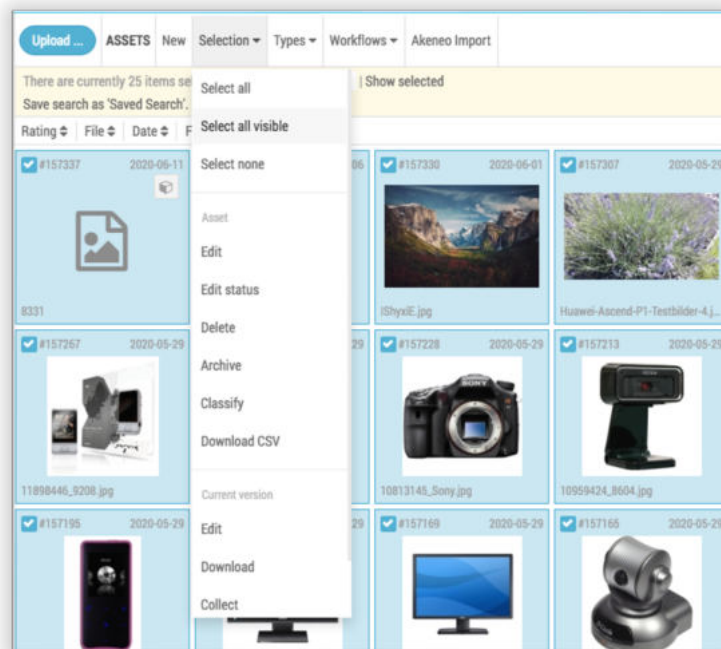 Upload ... ASSETS New Selection Types Workflows Akeneo Import
There are currently 25 items | Show selected
Save search as 'Saved Search'.
Rating File Date
Select all
Select all visible
Select none
Asset
Edit
Edit status
Delete
Archive
Classify
Download CSV
Current version
Edit
Download
Collect
#157337 2020-06-11
8331
06
#157330 2020-06-01
IShyxiE.jpg
#157307 2020-05-29
Huawei-Ascend-P1-Testbilder-4.j...
#157267 2020-05-29
11898446_9208.jpg
29
#157228 2020-05-29
SONY
10813145_Sony.jpg
#157213 2020-05-29
10959424_8604.jpg
#157195 2020-05-29
29
#157169 2020-05-29
#157165 2020-05-29